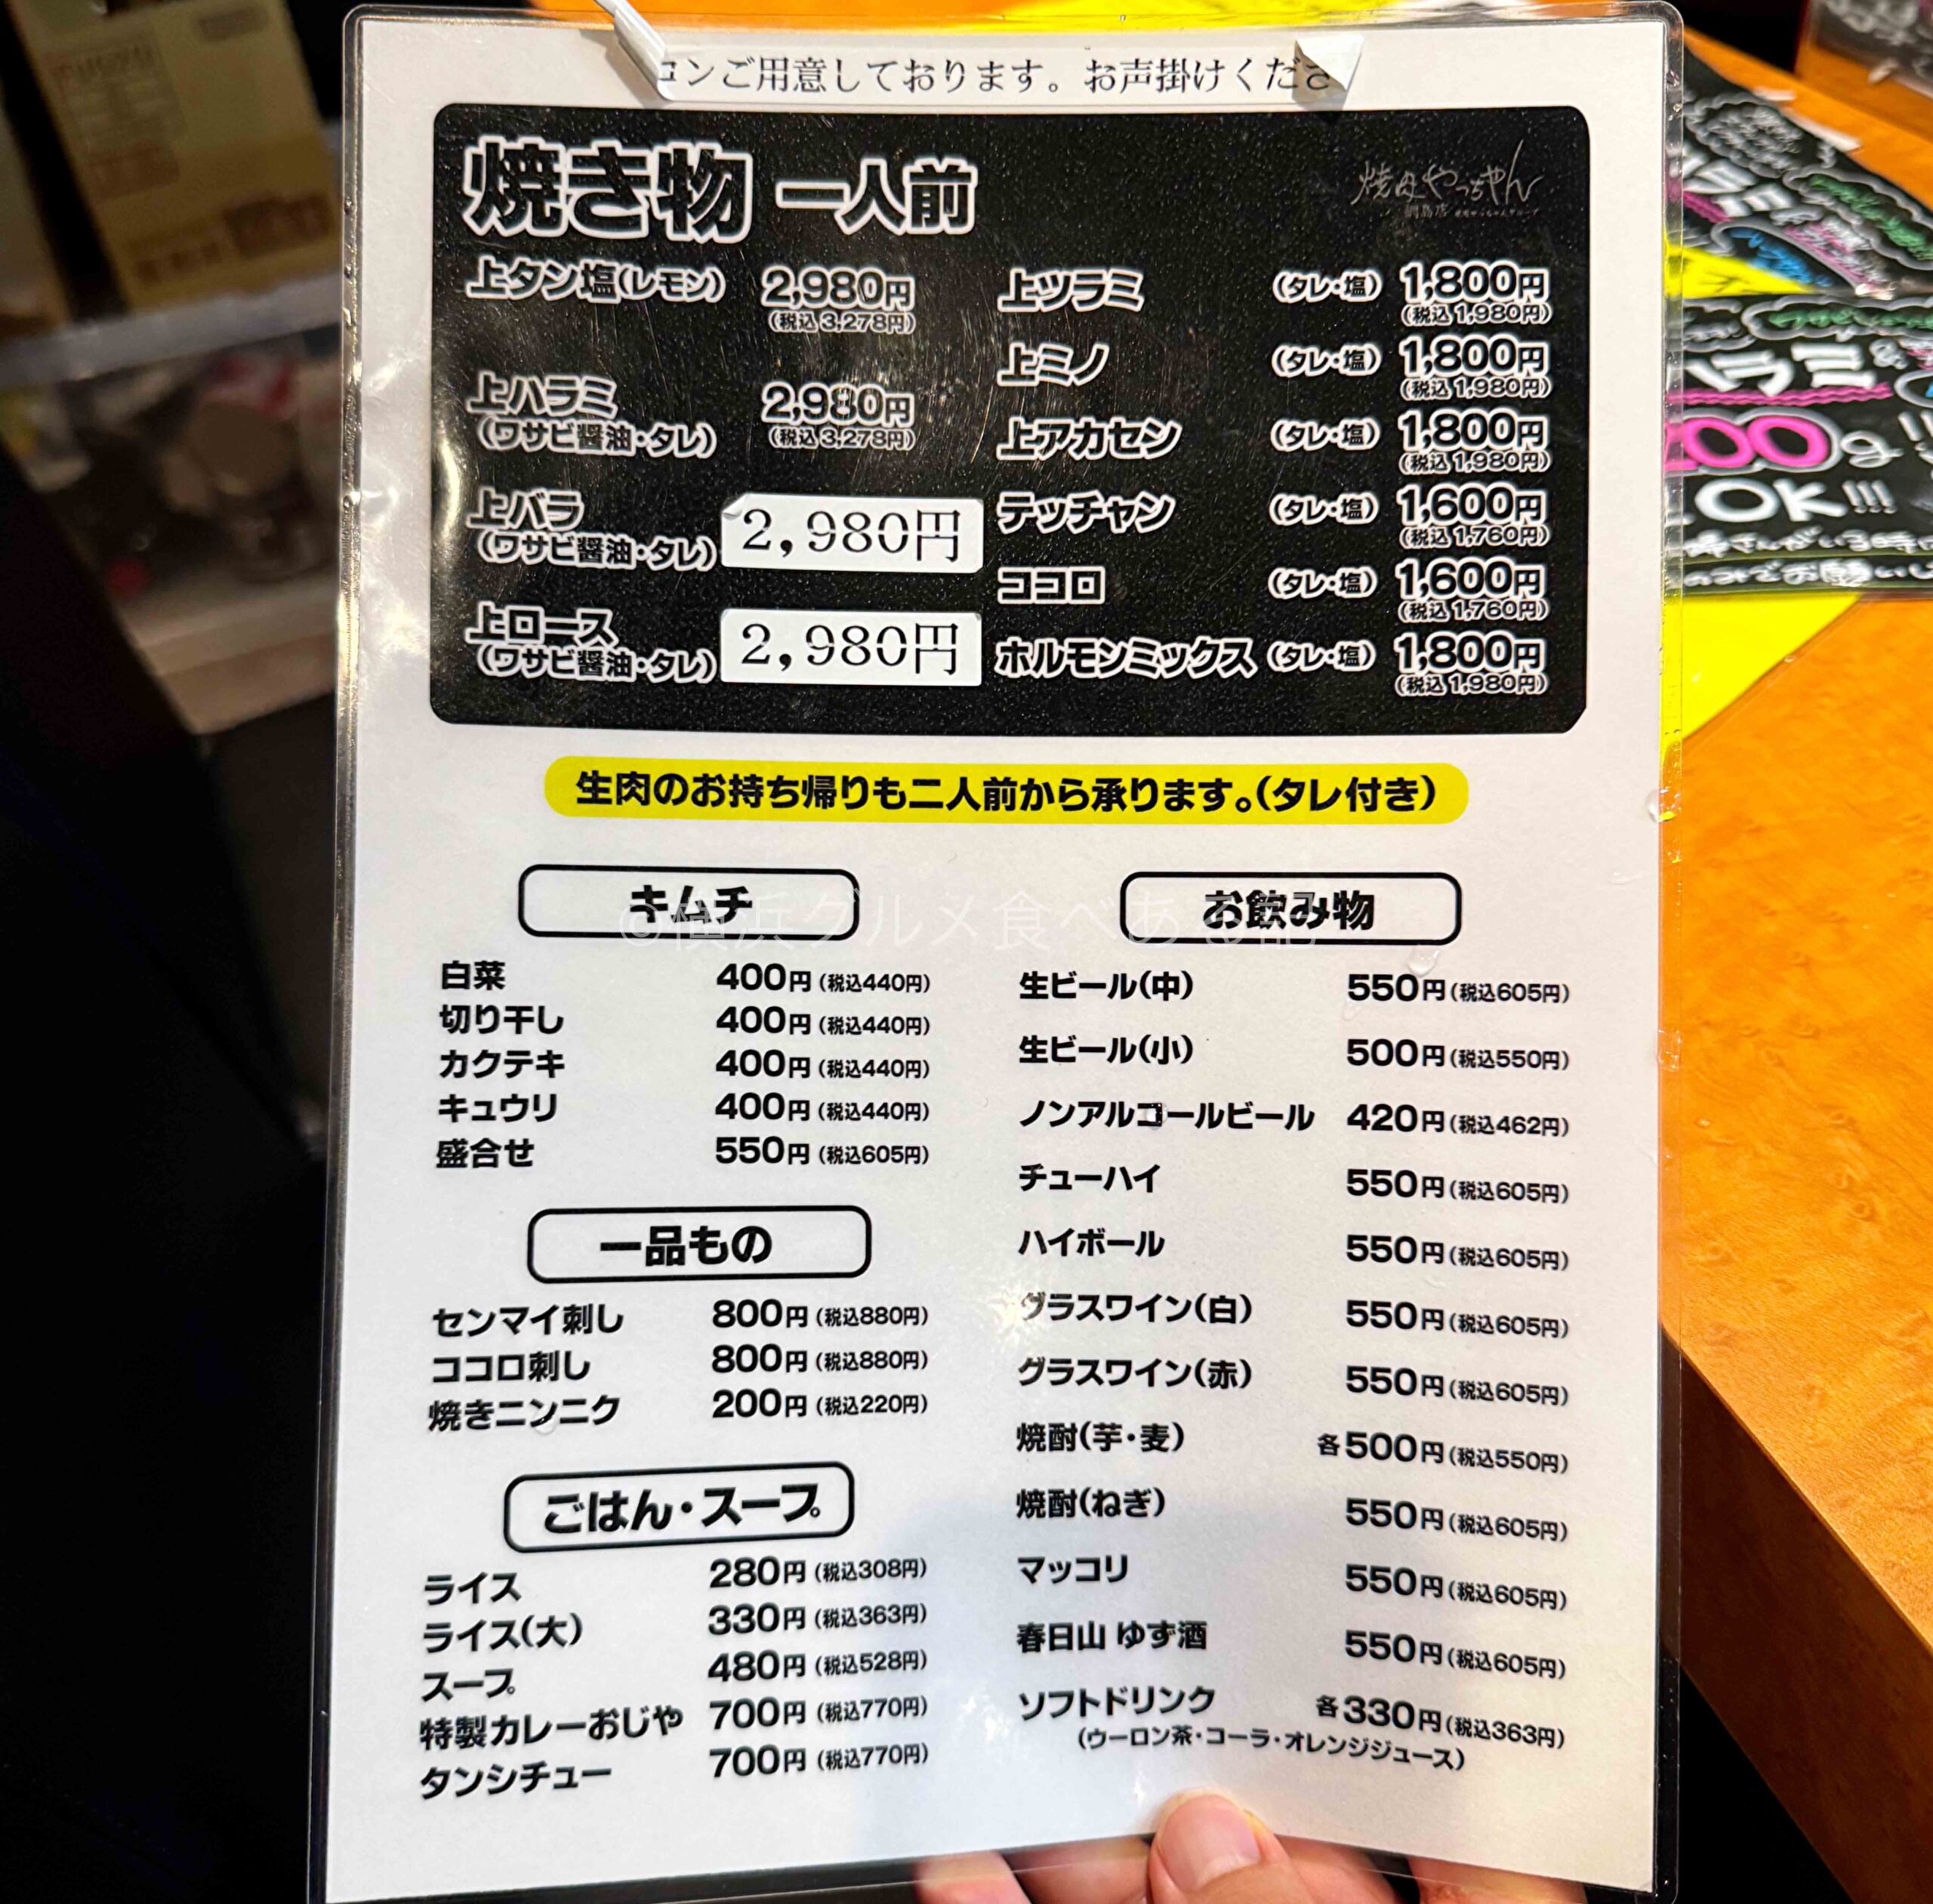 ンご用意しております。お声掛けくださ
焼き物 一人前
焼肉やっちゃん
綱島店
上タン塩(レモン) 2,980円
(税込3,278円)
上ハラミ 2,980円
(ワサビ醤油・タレ) (税込3,278円)
上バラ
(ワサビ醤油・タレ) 2,980円
上ロース
(ワサビ醤油・タレ) 2,980円
上ツラミ (タレ・塩) 1,800円
(税込1,980円)
上ミノ (タレ・塩) 1,800円
(税込1,980円)
上アカセン (タレ・塩) 1,800円
(税込1,980円)
テッチャン (タレ・塩) 1,600円
(税込1,760円)
ココロ (タレ・塩) 1,600円
(税込1,760円)
ホルモンミックス (タレ・塩) 1,800円
(税込1,980円)
生肉のお持ち帰りも二人前から承ります。(タレ付き)
©横浜グルメ食べある記
キムチ
白菜 400円(税込440円)
切り干し 400円(税込440円)
カクテキ 400円(税込440円)
キュウリ 400円(税込440円)
盛合せ 550円(税込605円)
一品もの
センマイ刺し 800円(税込880円)
ココロ刺し 800円(税込880円)
焼きニンニク 200円(税込220円)
ごはん・スープ
ライス 280円(税込308円)
ライス(大) 330円(税込363円)
スープ 480円(税込528円)
特製カレーおじや 700円(税込770円)
タンシチュー 700円(税込770円)
お飲み物
生ビール(中) 550円(税込605円)
生ビール(小) 500円(税込550円)
ノンアルコールビール 420円(税込462円)
チューハイ 550円(税込605円)
ハイボール 550円(税込605円)
グラスワイン(白) 550円(税込605円)
グラスワイン(赤) 550円(税込605円)
焼酎(芋・麦) 各500円(税込550円)
焼酎(ねぎ) 550円(税込605円)
マッコリ 550円(税込605円)
春日山 ゆず酒 550円(税込605円)
ソフトドリンク 各330円(税込363円)
(ウーロン茶・コーラ・オレンジジュース)
ラミ
00g
OK!!!